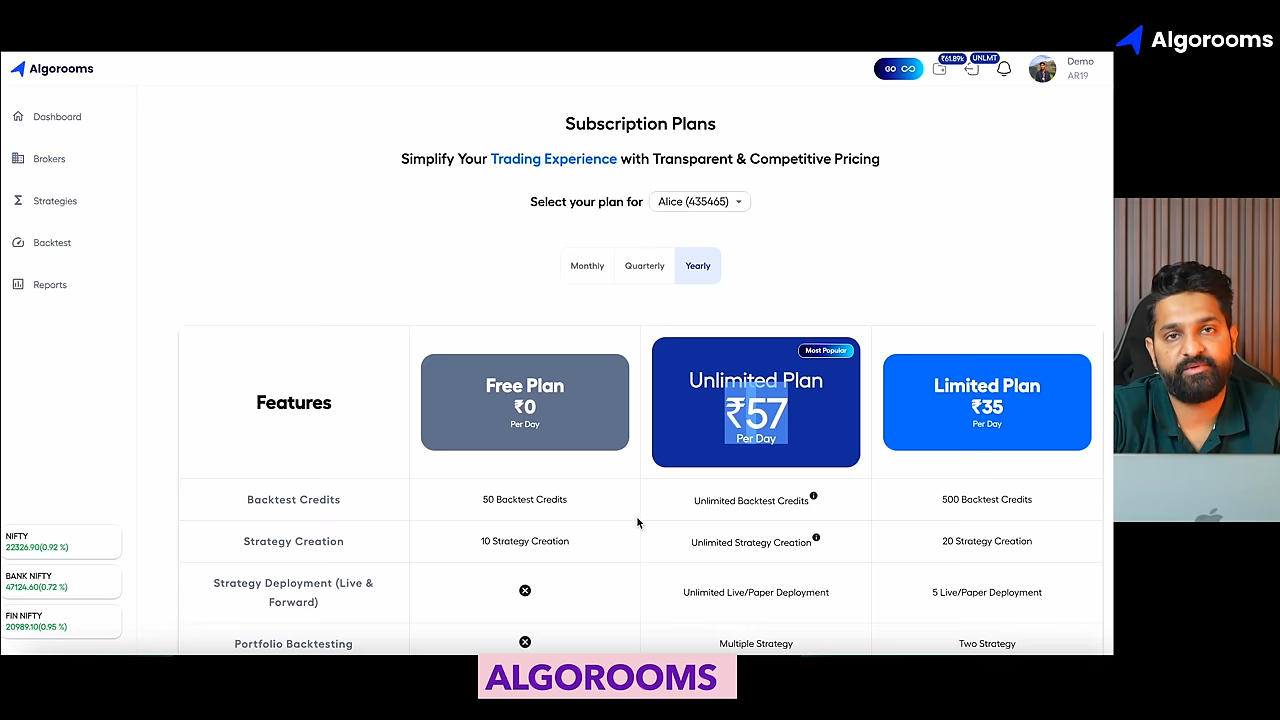 Algorooms
Algorooms
GO
₹61.89k
UNLMT
Demo
AR19
Dashboard
Brokers
Strategies
Backtest
Reports
NIFTY
22326.90(0.92 %)
BANK NIFTY
47124.60(0.72 %)
FIN NIFTY
20989.10(0.95 %)
Subscription Plans
Simplify Your Trading Experience with Transparent & Competitive Pricing
Select your plan for Alice (435465)
Monthly Quarterly Yearly
Features
Free Plan
₹0
Per Day
Most Popular
Unlimited Plan
₹57
Per Day
Limited Plan
₹35
Per Day
Backtest Credits 50 Backtest Credits Unlimited Backtest Credits 500 Backtest Credits
Strategy Creation 10 Strategy Creation Unlimited Strategy Creation 20 Strategy Creation
Strategy Deployment (Live &
Forward)
Unlimited Live/Paper Deployment 5 Live/Paper Deployment
Portfolio Backtesting Multiple Strategy Two Strategy
ALGOROOMS